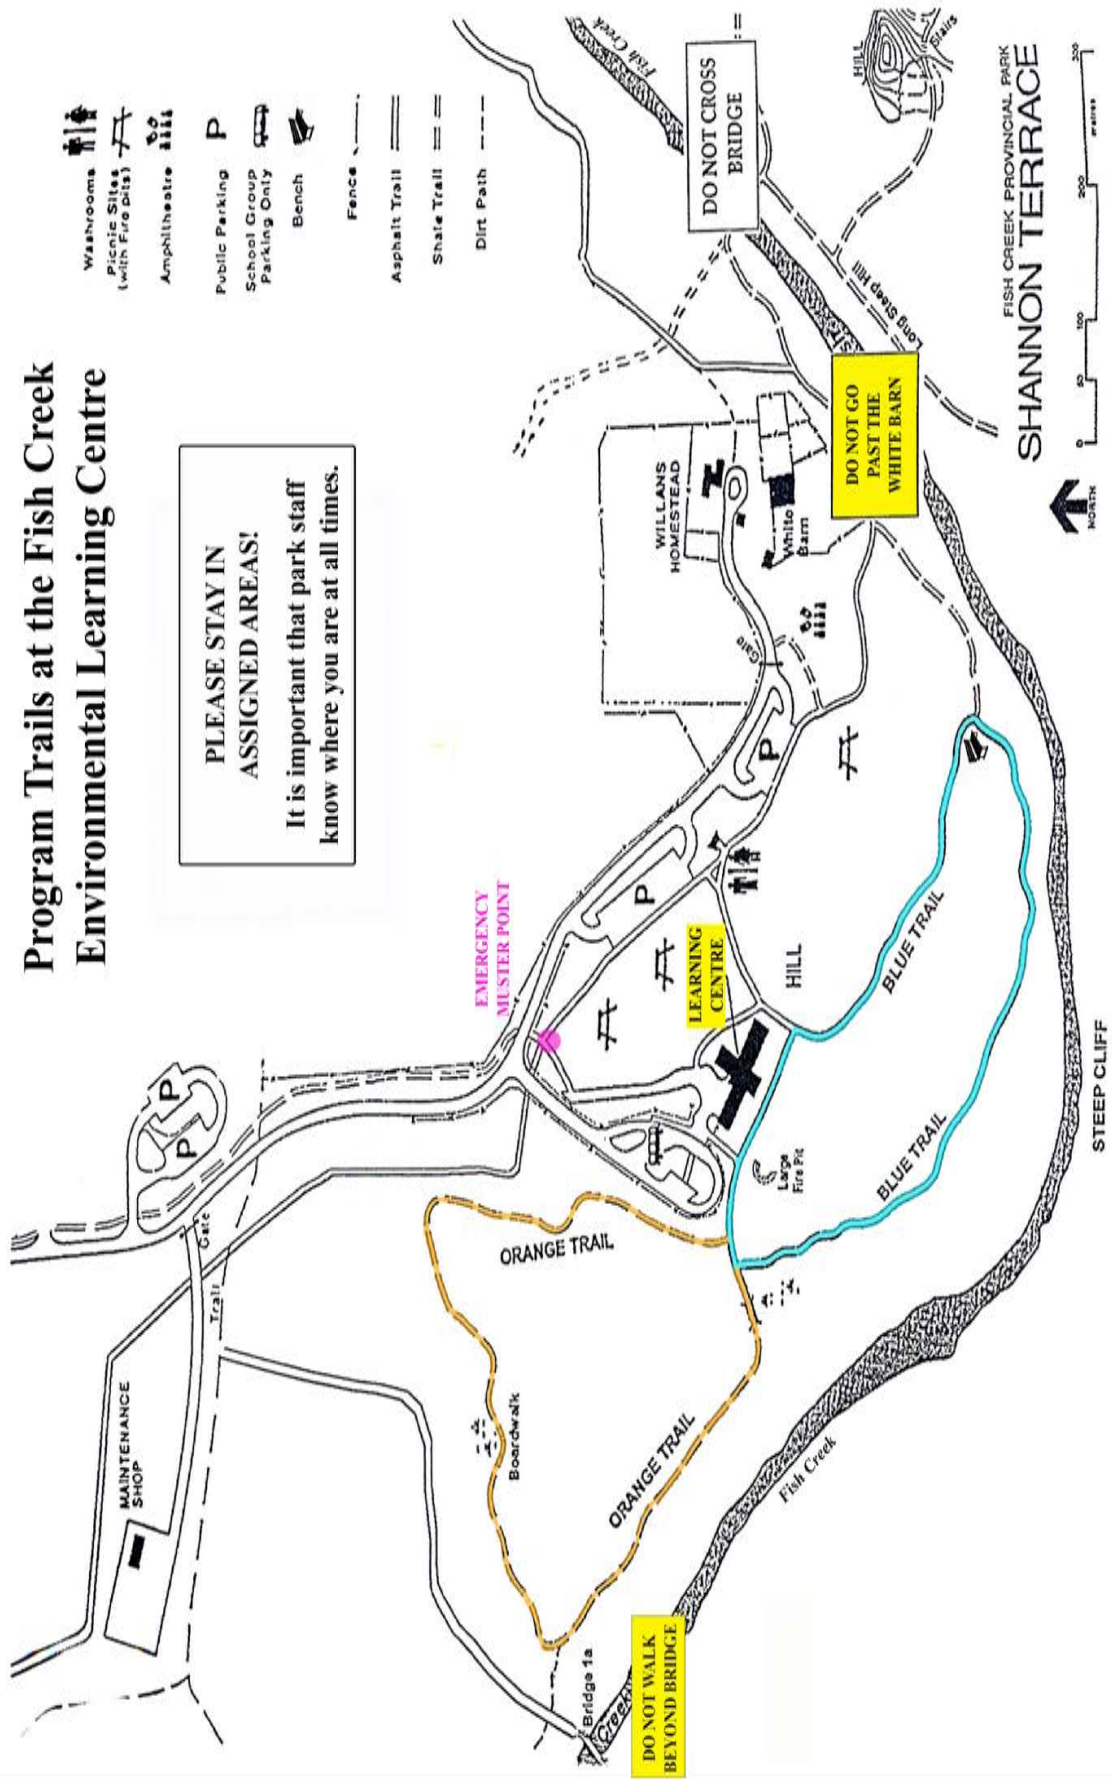 Program Trails at the Fish Creek
Environmental Learning Centre
PLEASE STAY IN
ASSIGNED AREAS!
It is important that park staff
know where you are at all times.
Washrooms
Picnic Sites
(with Fire pits)
Amphitheatre
Public Parking
P
School Group
Parking Only
Bench
Fence
Asphalt Trail
Shale Trail
Dirt Path
MAINTENANCE
SHOP
Trail
Gate
P
P
EMERGENCY
MUSTER POINT
WILLANS
HOMESTEAD
Gate
White
Barn
P
P
LEARNING
CENTRE
HILL
Large
Fire Pit
ORANGE TRAIL
Boardwalk
ORANGE TRAIL
BLUE TRAIL
BLUE TRAIL
Bridge 1a
Creek
DO NOT WALK
BEYOND BRIDGE
Fish Creek
STEEP CLIFF
DO NOT GO
PAST THE
WHITE BARN
DO NOT CROSS
BRIDGE
Fish Creek
Long Steep Hill
HILL
Stairs
FISH CREEK PROVINCIAL PARK
SHANNON TERRACE
NORTH
0 50 100 200 300
metres